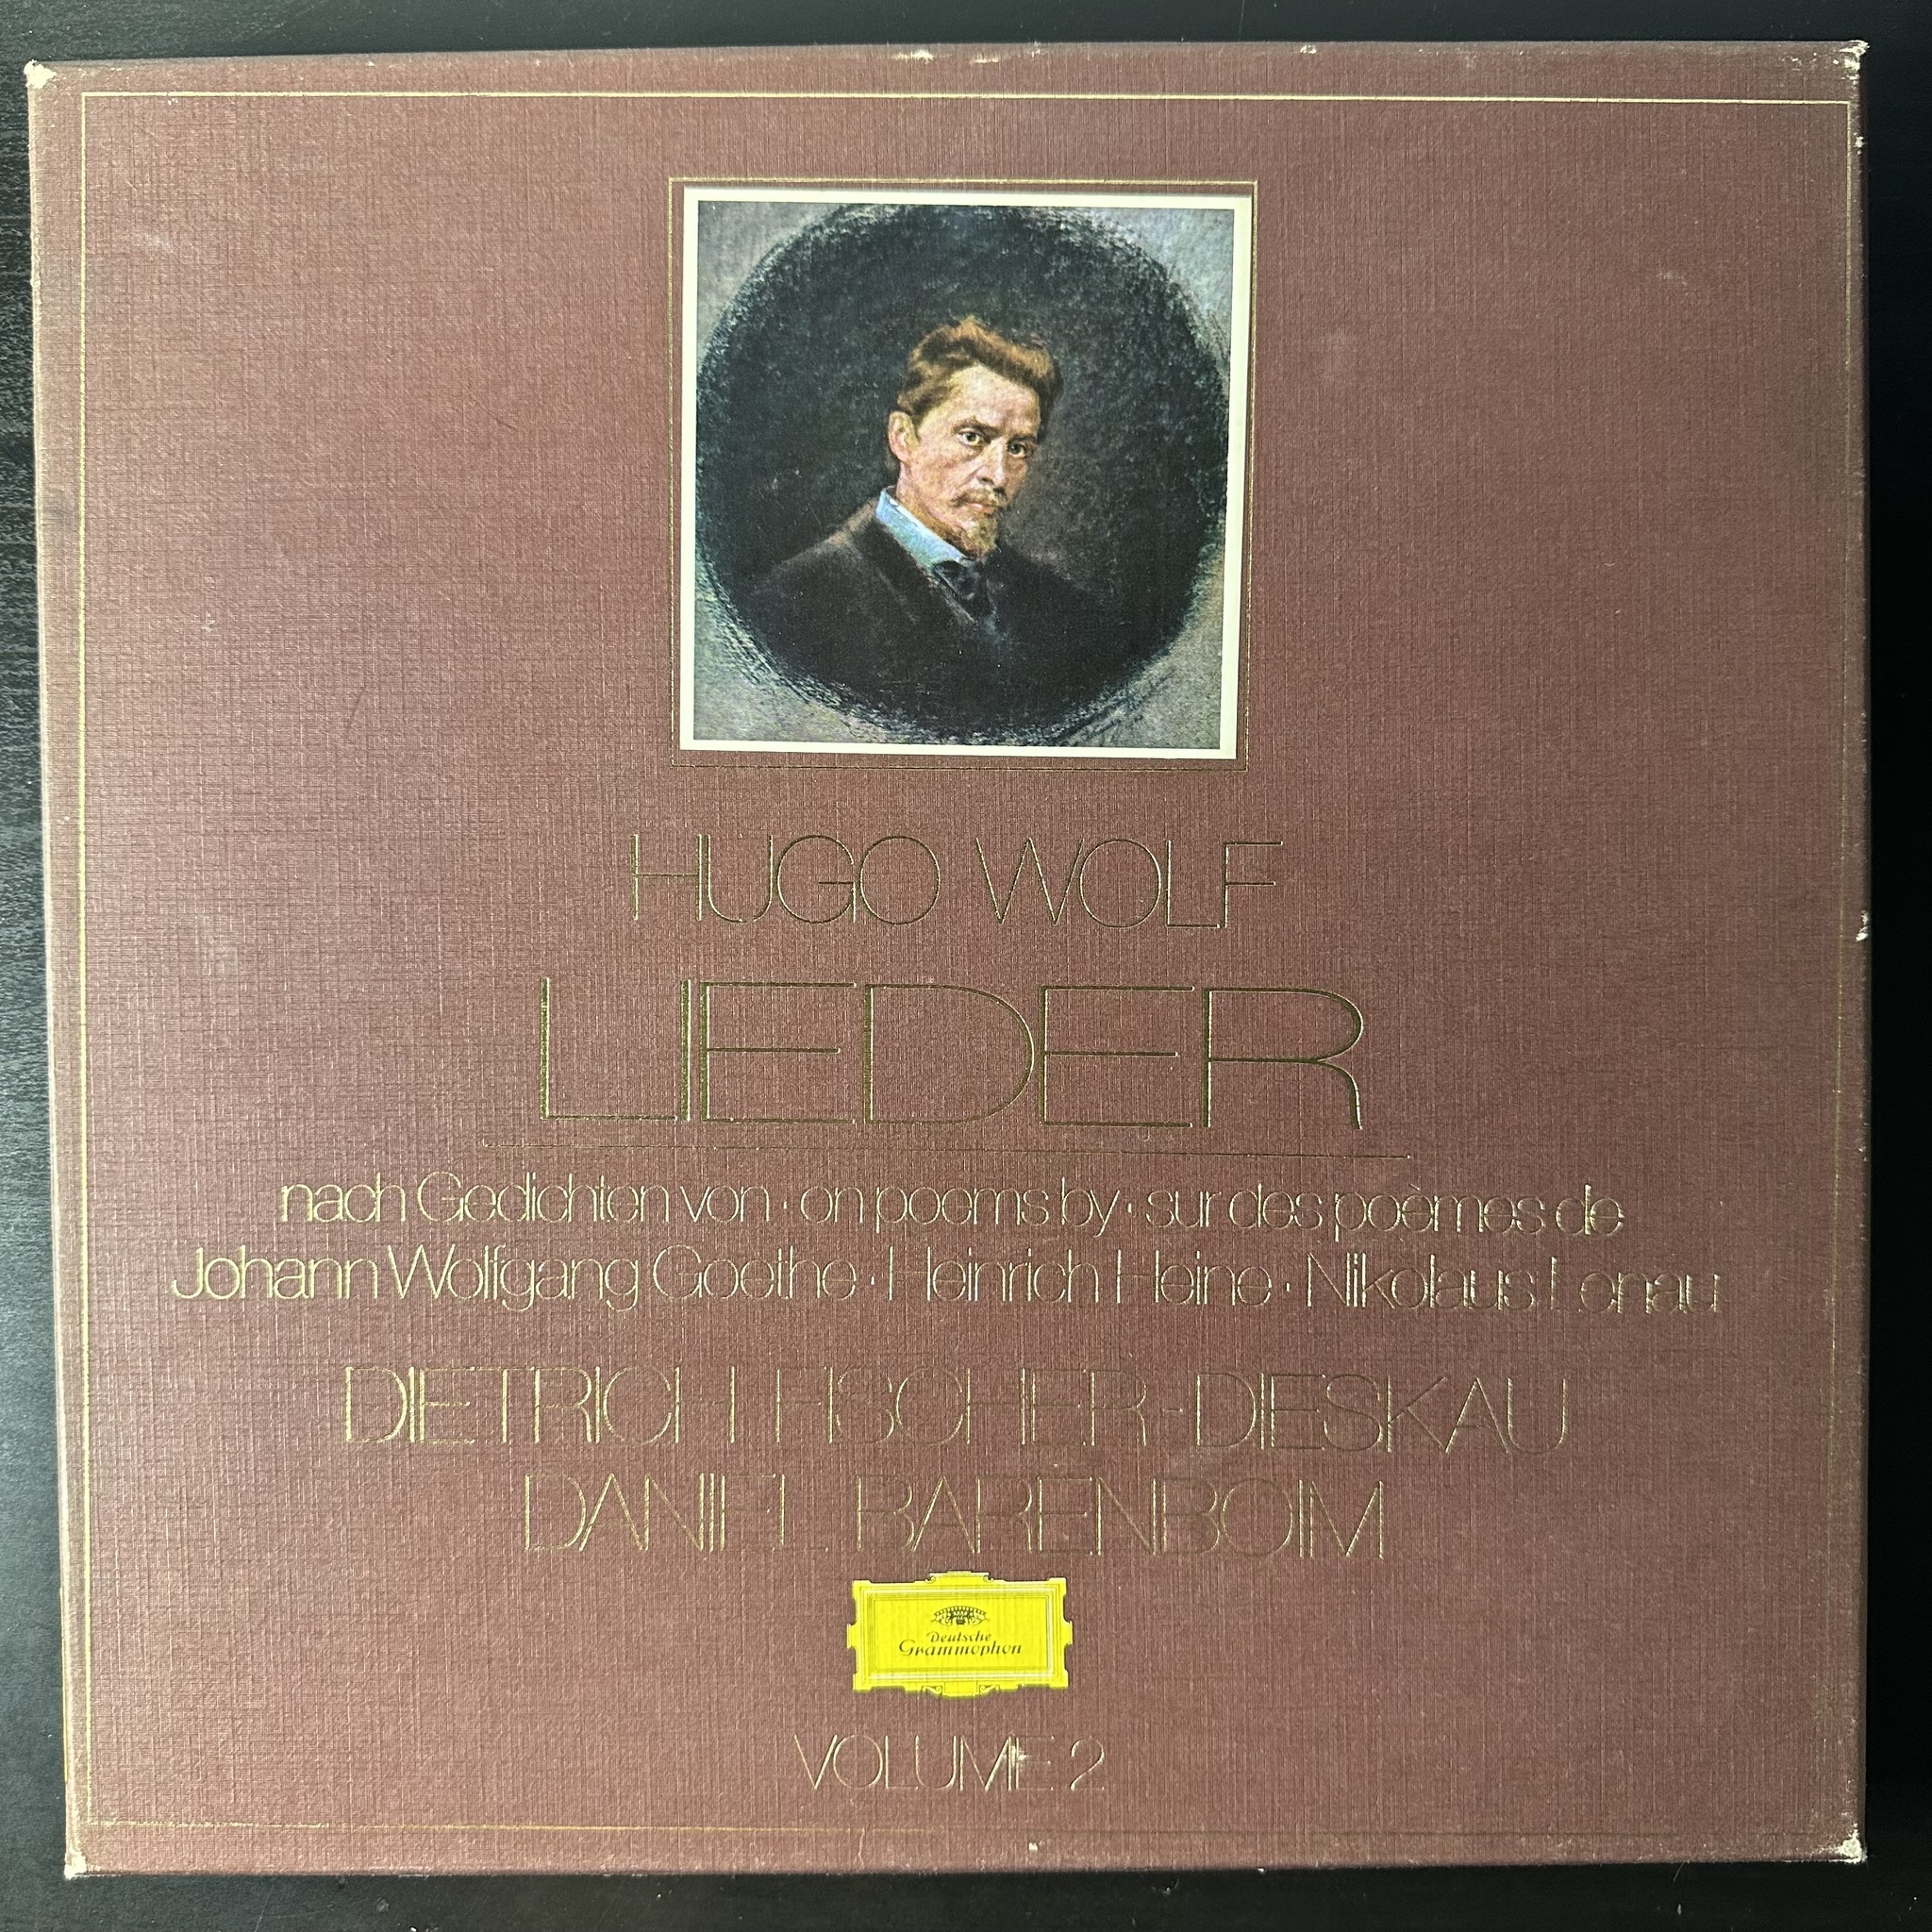 HUGO WOLF
LIEDER
nach Gedichten von · on poems by · sur des poèmes de
Johann Wolfgang Goethe · Heinrich Heine · Nikolaus Lenau
DIETRICH FISCHER-DIESKAU
DANIEL BARENBOIM
Deutsche
Grammophon
VOLUME 2